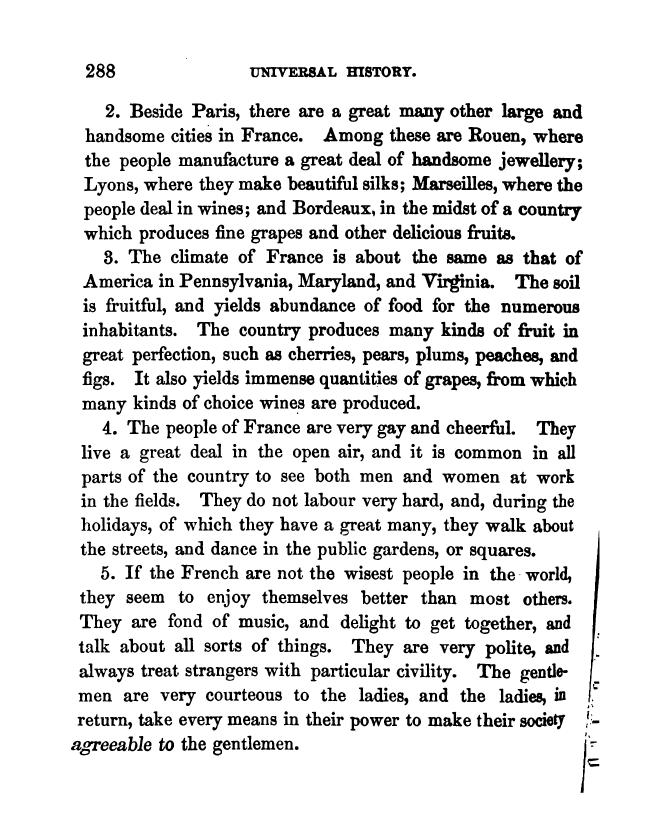 288 UNIVERSAL HISTORY.
2. Beside Paris, there are a great many other large and
handsome cities in France. Among these are Rouen, where
the people manufacture a great deal of handsome jewellery;
Lyons, where they make beautiful silks; Marseilles, where the
people deal in wines; and Bordeaux, in the midst of a country
which produces fine grapes and other delicious fruits.
3. The climate of France is about the same as that of
America in Pennsylvania, Maryland, and Virginia. The soil
is fruitful, and yields abundance of food for the numerous
inhabitants. The country produces many kinds of fruit in
great perfection, such as cherries, pears, plums, peaches, and
figs. It also yields immense quantities of grapes, from which
many kinds of choice wines are produced.
4. The people of France are very gay and cheerful. They
live a great deal in the open air, and it is common in all
parts of the country to see both men and women at work
in the fields. They do not labour very hard, and, during the
holidays, of which they have a great many, they walk about
the streets, and dance in the public gardens, or squares.
5. If the French are not the wisest people in the world,
they seem to enjoy themselves better than most others.
They are fond of music, and delight to get together, and
talk about all sorts of things. They are very polite, and
always treat strangers with particular civility. The gentle-
men are very courteous to the ladies, and the ladies, in
return, take every means in their power to make their society
agreeable to the gentlemen.